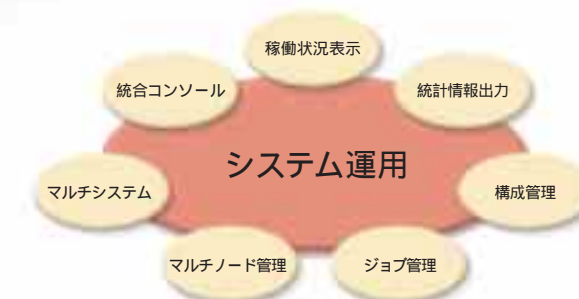 稼働状況表示
統合コンソール
統計情報出力
システム運用
マルチシステム
構成管理
マルチノード管理
ジョブ管理